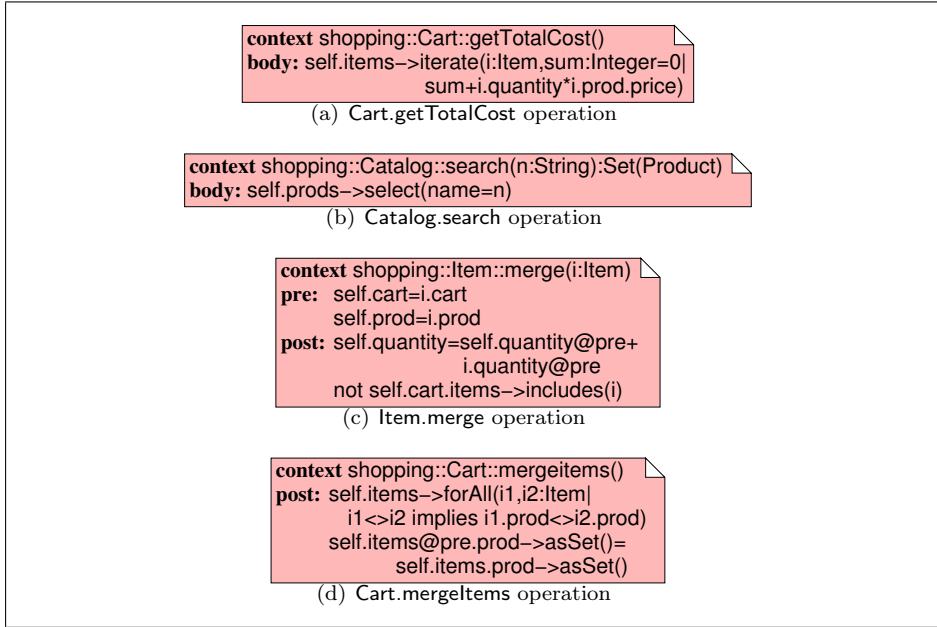 context shopping::Cart::getTotalCost()
body: self.items->iterate(i:Item,sum:Integer=0|
sum+i.quantity*i.prod.price)
(a) Cart.getTotalCost operation
context shopping::Catalog::search(n:String):Set(Product)
body: self.prods->select(name=n)
(b) Catalog.search operation
context shopping::Item::merge(i:Item)
pre: self.cart=i.cart
self.prod=i.prod
post: self.quantity=self.quantity@pre+
i.quantity@pre
not self.cart.items->includes(i)
(c) Item.merge operation
context shopping::Cart::mergeitems()
post: self.items->forAll(i1,i2:Item|
i1<>i2 implies i1.prod<>i2.prod)
self.items@pre.prod->asSet()=
self.items.prod->asSet()
(d) Cart.mergeItems operation